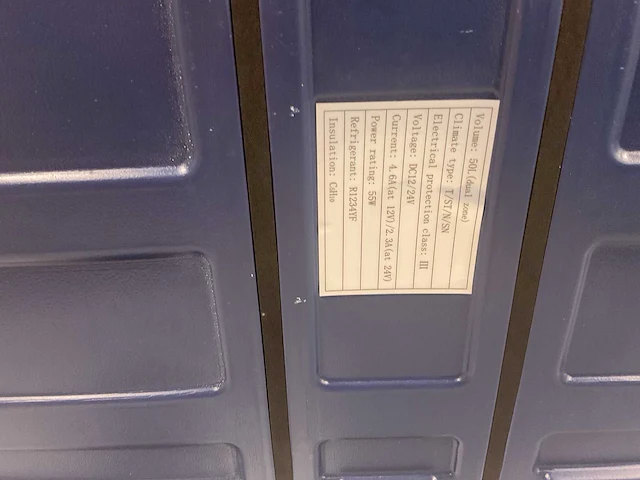 Volume: 50L(dual zone)
Climate type: T/ST/N/SN
Electrical protection class: III
Voltage: DC12/24V
Current: 4.6A(at 12V)/2.3A(at 24V)
Power rating: 55W
Refrigerant: R1234YF
Insulation: C5H10